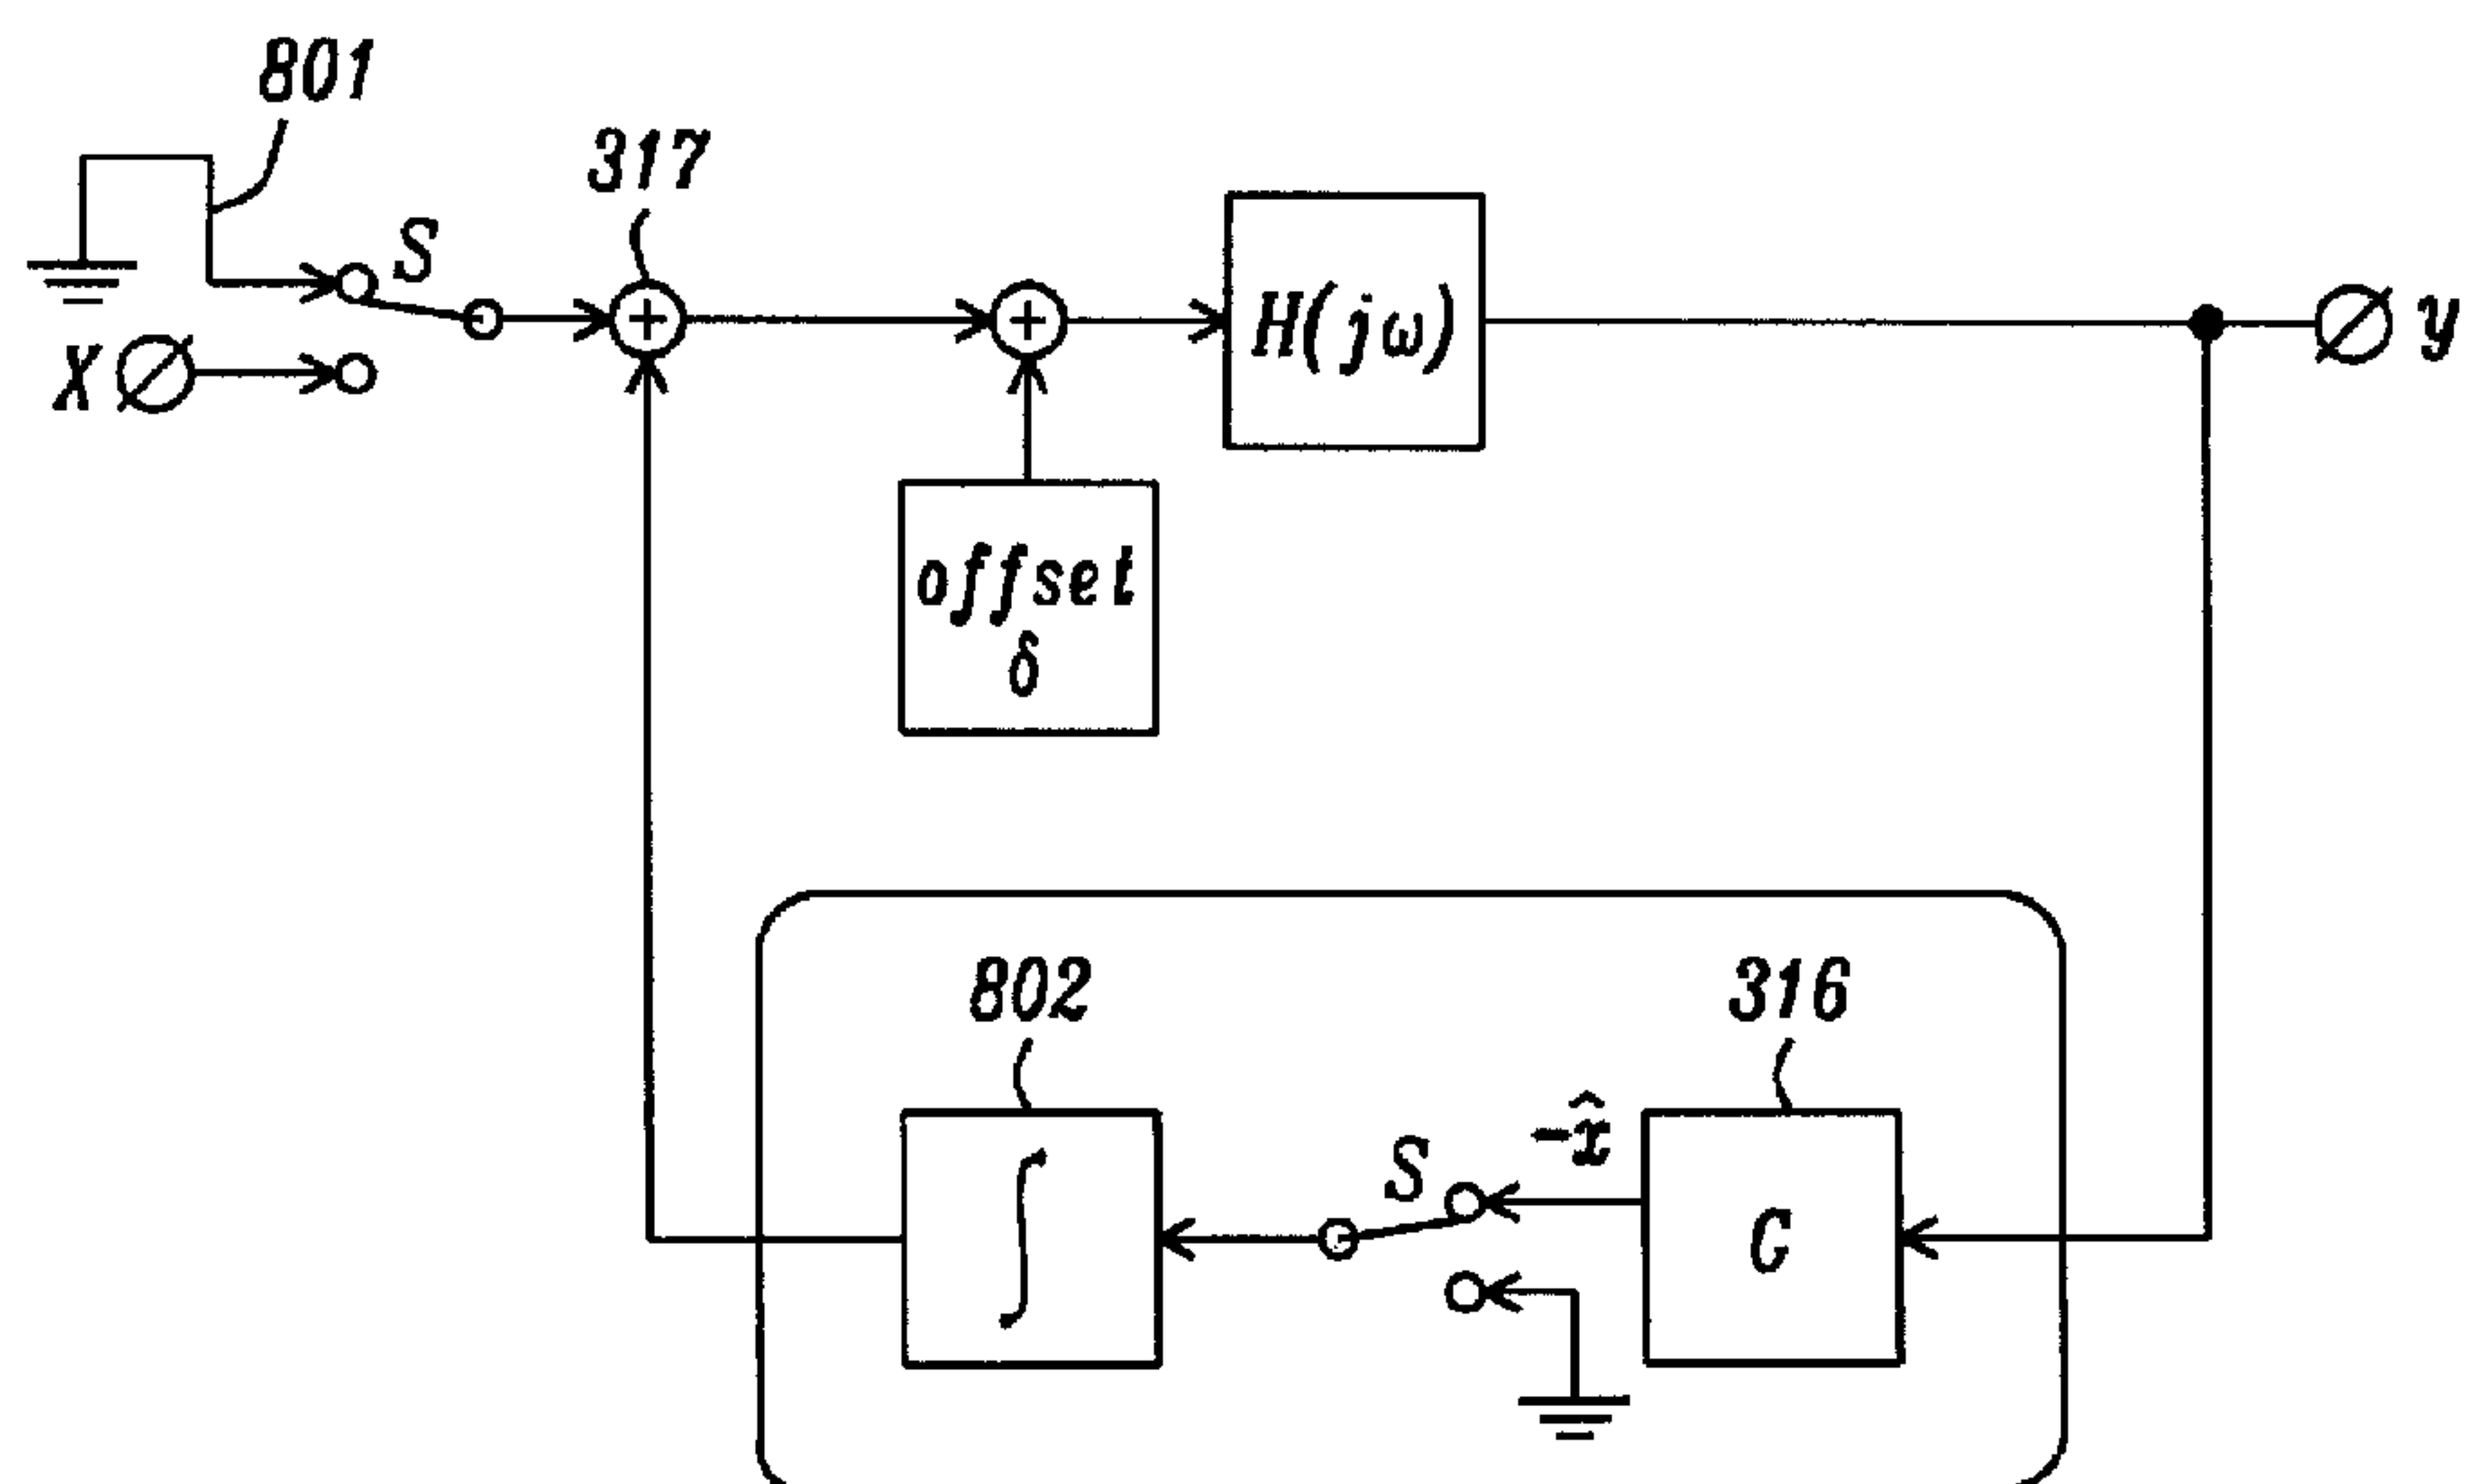 801
317
S
X
H(jω)
y
offset
δ
802
316
-x̂
S
∫
G